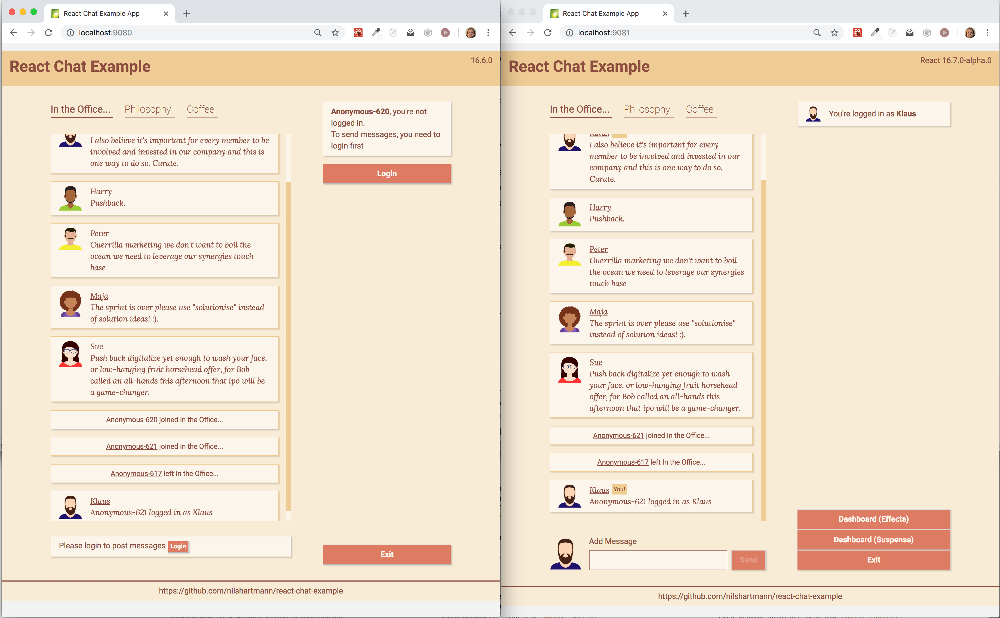 React Chat Example App
localhost:9080
React Chat Example
16.6.0
In the Office... Philosophy Coffee
I also believe it's important for every member to be
involved and invested in our company and this is
one way to do so. Curate.
Harry
Pushback.
Peter
Guerrilla marketing we don't want to boil the
ocean we need to leverage our synergies touch
base
Maja
The sprint is over please use "solutionise" instead
of solution ideas! :).
Sue
Push back digitalize yet enough to wash your face,
or low-hanging fruit horsehead offer, for Bob
called an all-hands this afternoon that ipo will be
a game-changer.
Anonymous-620 joined In the Office...
Anonymous-621 joined In the Office...
Anonymous-617 left In the Office...
Klaus
Anonymous-621 logged in as Klaus
Please login to post messages Login
Anonymous-620, you're not
logged in.
To send messages, you need to
login first
Login
Exit
https://github.com/nilshartmann/react-chat-example
React Chat Example App
localhost:9081
React Chat Example
React 16.7.0-alpha.0
In the Office... Philosophy Coffee
Klaus You!
I also believe it's important for every
member to be involved and invested in our
company and this is one way to do so.
Curate.
Harry
Pushback.
Peter
Guerrilla marketing we don't want to boil
the ocean we need to leverage our synergies
touch base
Maja
The sprint is over please use "solutionise"
instead of solution ideas! :).
Sue
Push back digitalize yet enough to wash
your face, or low-hanging fruit horsehead
offer, for Bob called an all-hands this
afternoon that ipo will be a game-changer.
Anonymous-621 joined In the Office...
Anonymous-617 left In the Office...
Klaus You!
Anonymous-621 logged in as Klaus
Add Message
Send
You're logged in as Klaus
Dashboard (Effects)
Dashboard (Suspense)
Exit
https://github.com/nilshartmann/react-chat-example